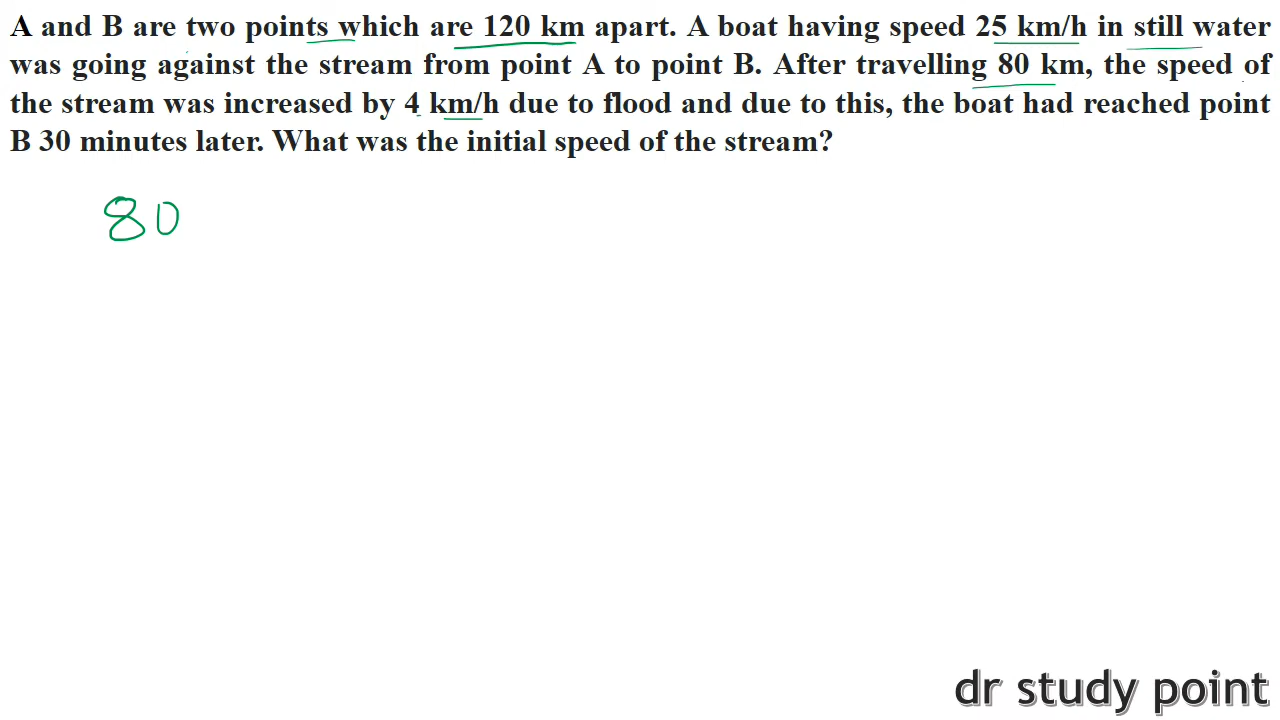 A and B are two points which are 120 km apart. A boat having speed 25 km/h in still water
was going against the stream from point A to point B. After travelling 80 km, the speed of
the stream was increased by 4 km/h due to flood and due to this, the boat had reached point
B 30 minutes later. What was the initial speed of the stream?
80
dr study point